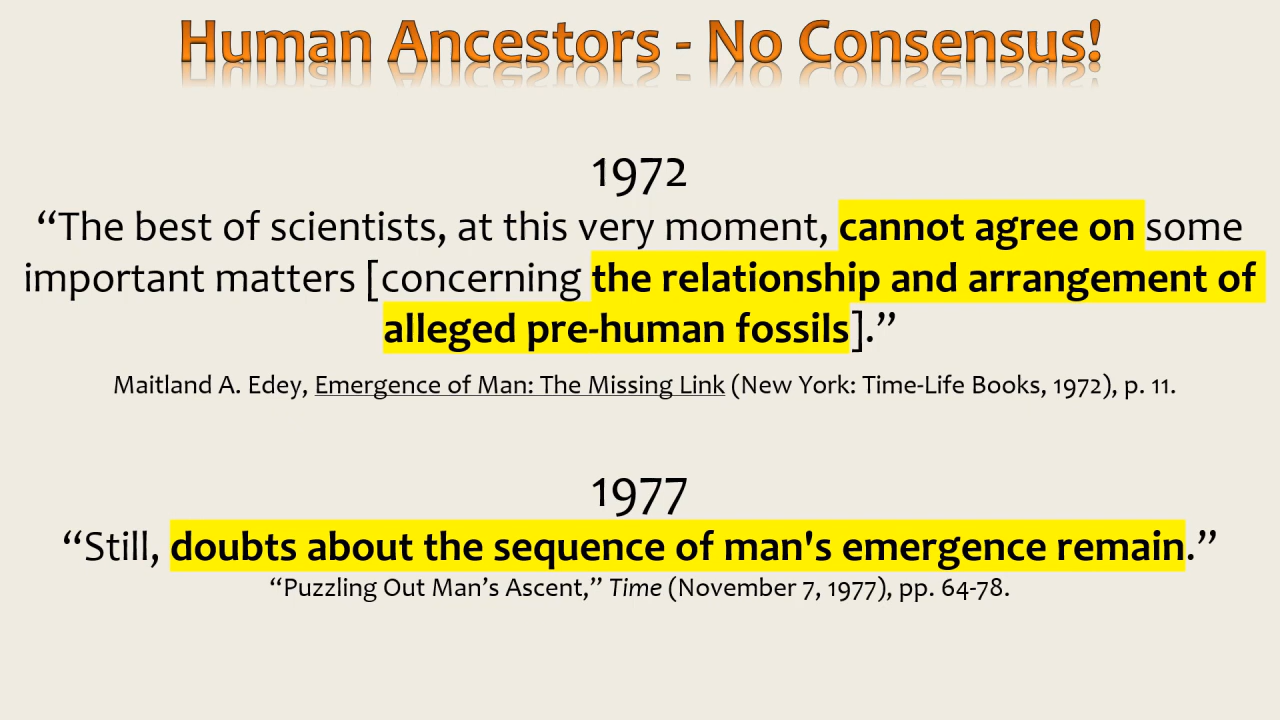 Human Ancestors - No Consensus!
1972
“The best of scientists, at this very moment, cannot agree on some
important matters [concerning the relationship and arrangement of
alleged pre-human fossils].”
Maitland A. Edey, Emergence of Man: The Missing Link (New York: Time-Life Books, 1972), p. 11.
1977
“Still, doubts about the sequence of man's emergence remain.”
“Puzzling Out Man’s Ascent,” Time (November 7, 1977), pp. 64-78.